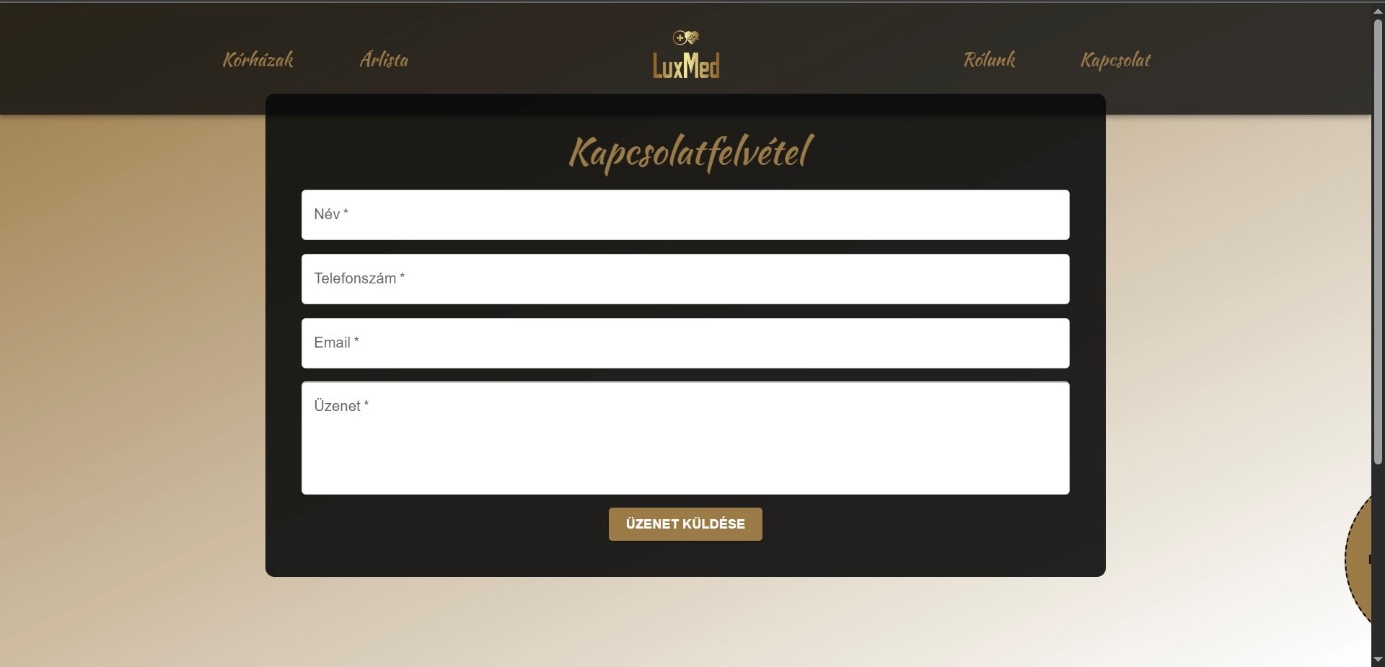 Kórházak
Árlista
LuxMed
Rólunk
Kapcsolat
Kapcsolatfelvétel
Név *
Telefonszám *
Email *
Üzenet *
ÜZENET KÜLDÉSE